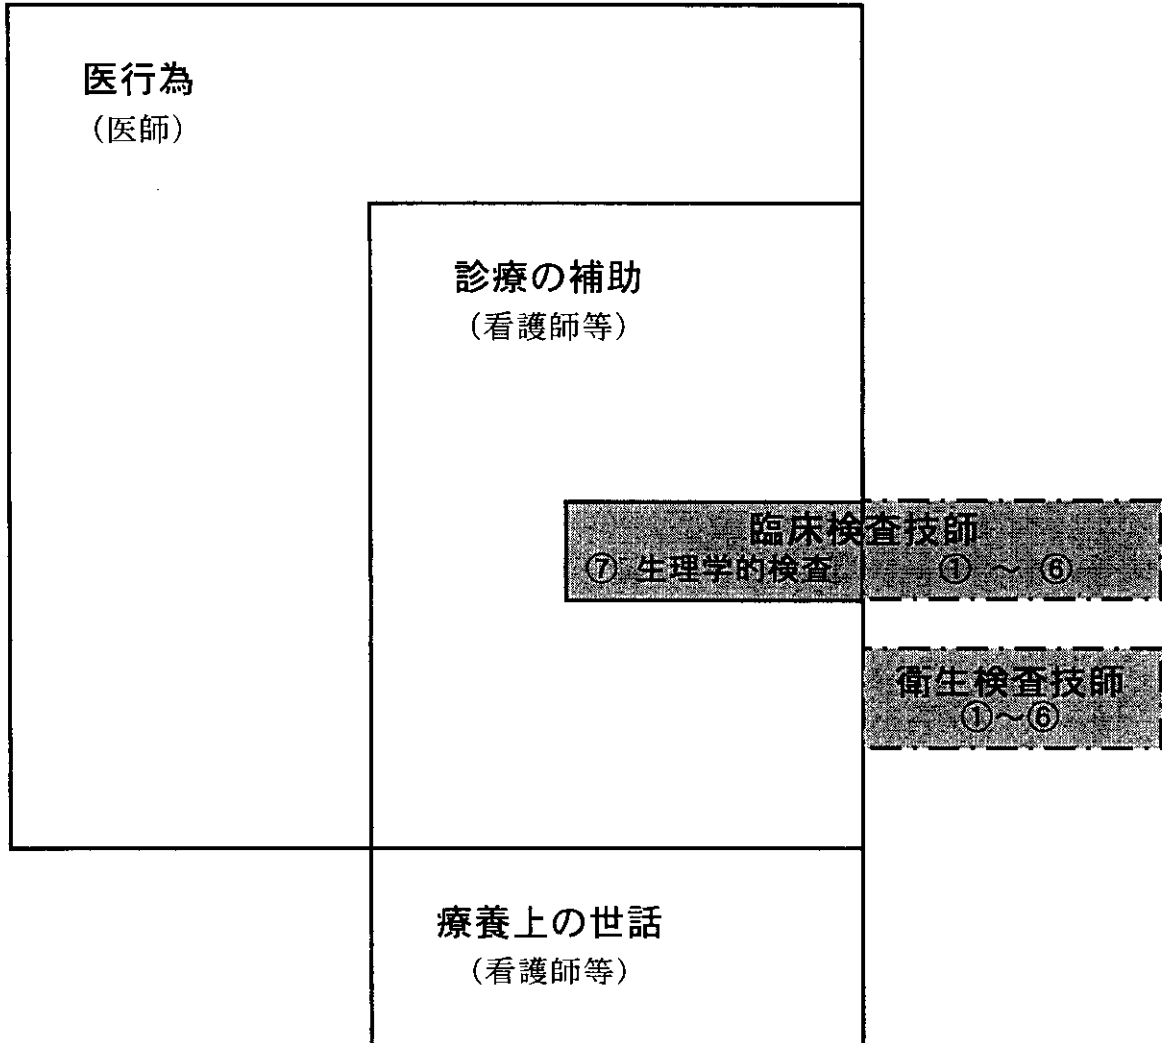 医行為
（医師）
診療の補助
（看護師等）
臨床検査技師
⑦ 生理学的検査 ① ～ ⑥
衛生検査技師
①～⑥
療養上の世話
（看護師等）